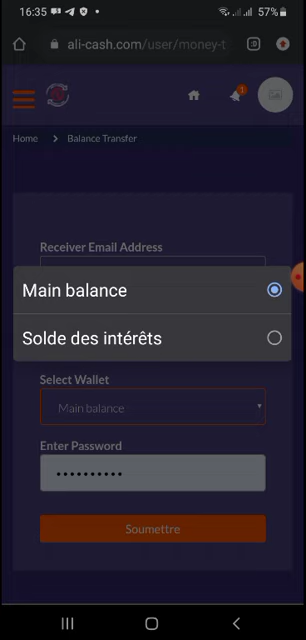 16:35
57%
ali-cash.com/user/money-t
:D
1
Home > Balance Transfer
Receiver Email Address
Main balance
Solde des intérêts
Select Wallet
Main balance
Enter Password
••••••••••
Soumettre